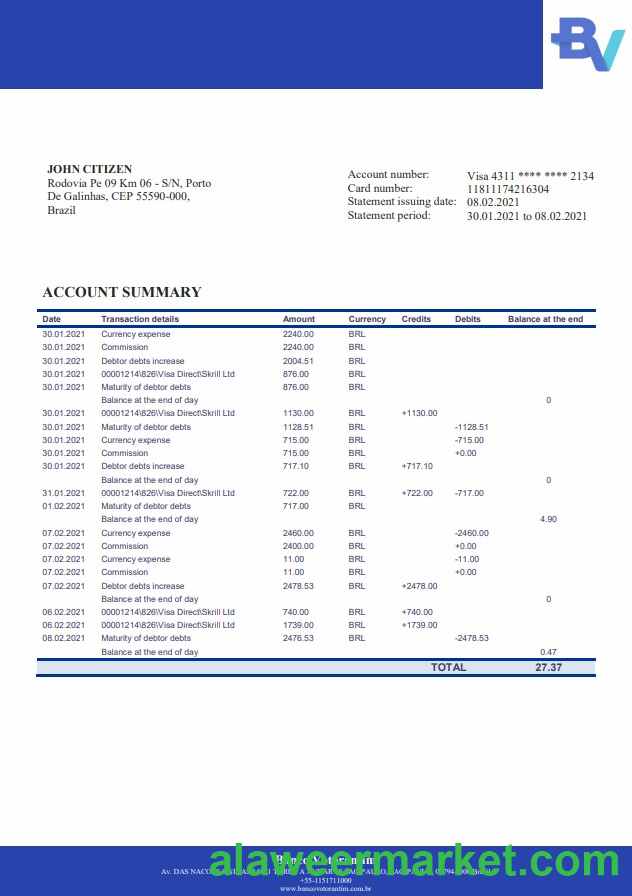 BV
JOHN CITIZEN
Rodovia Pe 09 Km 06 - S/N, Porto
De Galinhas, CEP 55590-000,
Brazil
Account number: Visa 4311 **** **** 2134
Card number: 11811174216304
Statement issuing date: 08.02.2021
Statement period: 30.01.2021 to 08.02.2021
ACCOUNT SUMMARY
Date Transaction details Amount Currency Credits Debits Balance at the end
30.01.2021 Currency expense 2240.00 BRL
30.01.2021 Commission 2240.00 BRL
30.01.2021 Debtor debts increase 2004.51 BRL
30.01.2021 00001214\826\Visa Direct\Skrill Ltd 876.00 BRL
30.01.2021 Maturity of debtor debts 876.00 BRL
Balance at the end of day 0
30.01.2021 00001214\826\Visa Direct\Skrill Ltd 1130.00 BRL +1130.00
30.01.2021 Maturity of debtor debts 1128.51 BRL -1128.51
30.01.2021 Currency expense 715.00 BRL -715.00
30.01.2021 Commission 715.00 BRL +0.00
30.01.2021 Debtor debts increase 717.10 BRL +717.10
Balance at the end of day 0
31.01.2021 00001214\826\Visa Direct\Skrill Ltd 722.00 BRL +722.00 -717.00
01.02.2021 Maturity of debtor debts 717.00 BRL
Balance at the end of day 4.90
07.02.2021 Currency expense 2460.00 BRL -2460.00
07.02.2021 Commission 2400.00 BRL +0.00
07.02.2021 Currency expense 11.00 BRL -11.00
07.02.2021 Commission 11.00 BRL +0.00
07.02.2021 Debtor debts increase 2478.53 BRL +2478.00
Balance at the end of day 0
06.02.2021 00001214\826\Visa Direct\Skrill Ltd 740.00 BRL +740.00
06.02.2021 00001214\826\Visa Direct\Skrill Ltd 1739.00 BRL +1739.00
08.02.2021 Maturity of debtor debts 2476.53 BRL -2478.53
Balance at the end of day 0.47
TOTAL 27.37
alaweermarket.com
Av. DAS NACOES
+55-1151711000
www.bancovotorantim.com.br